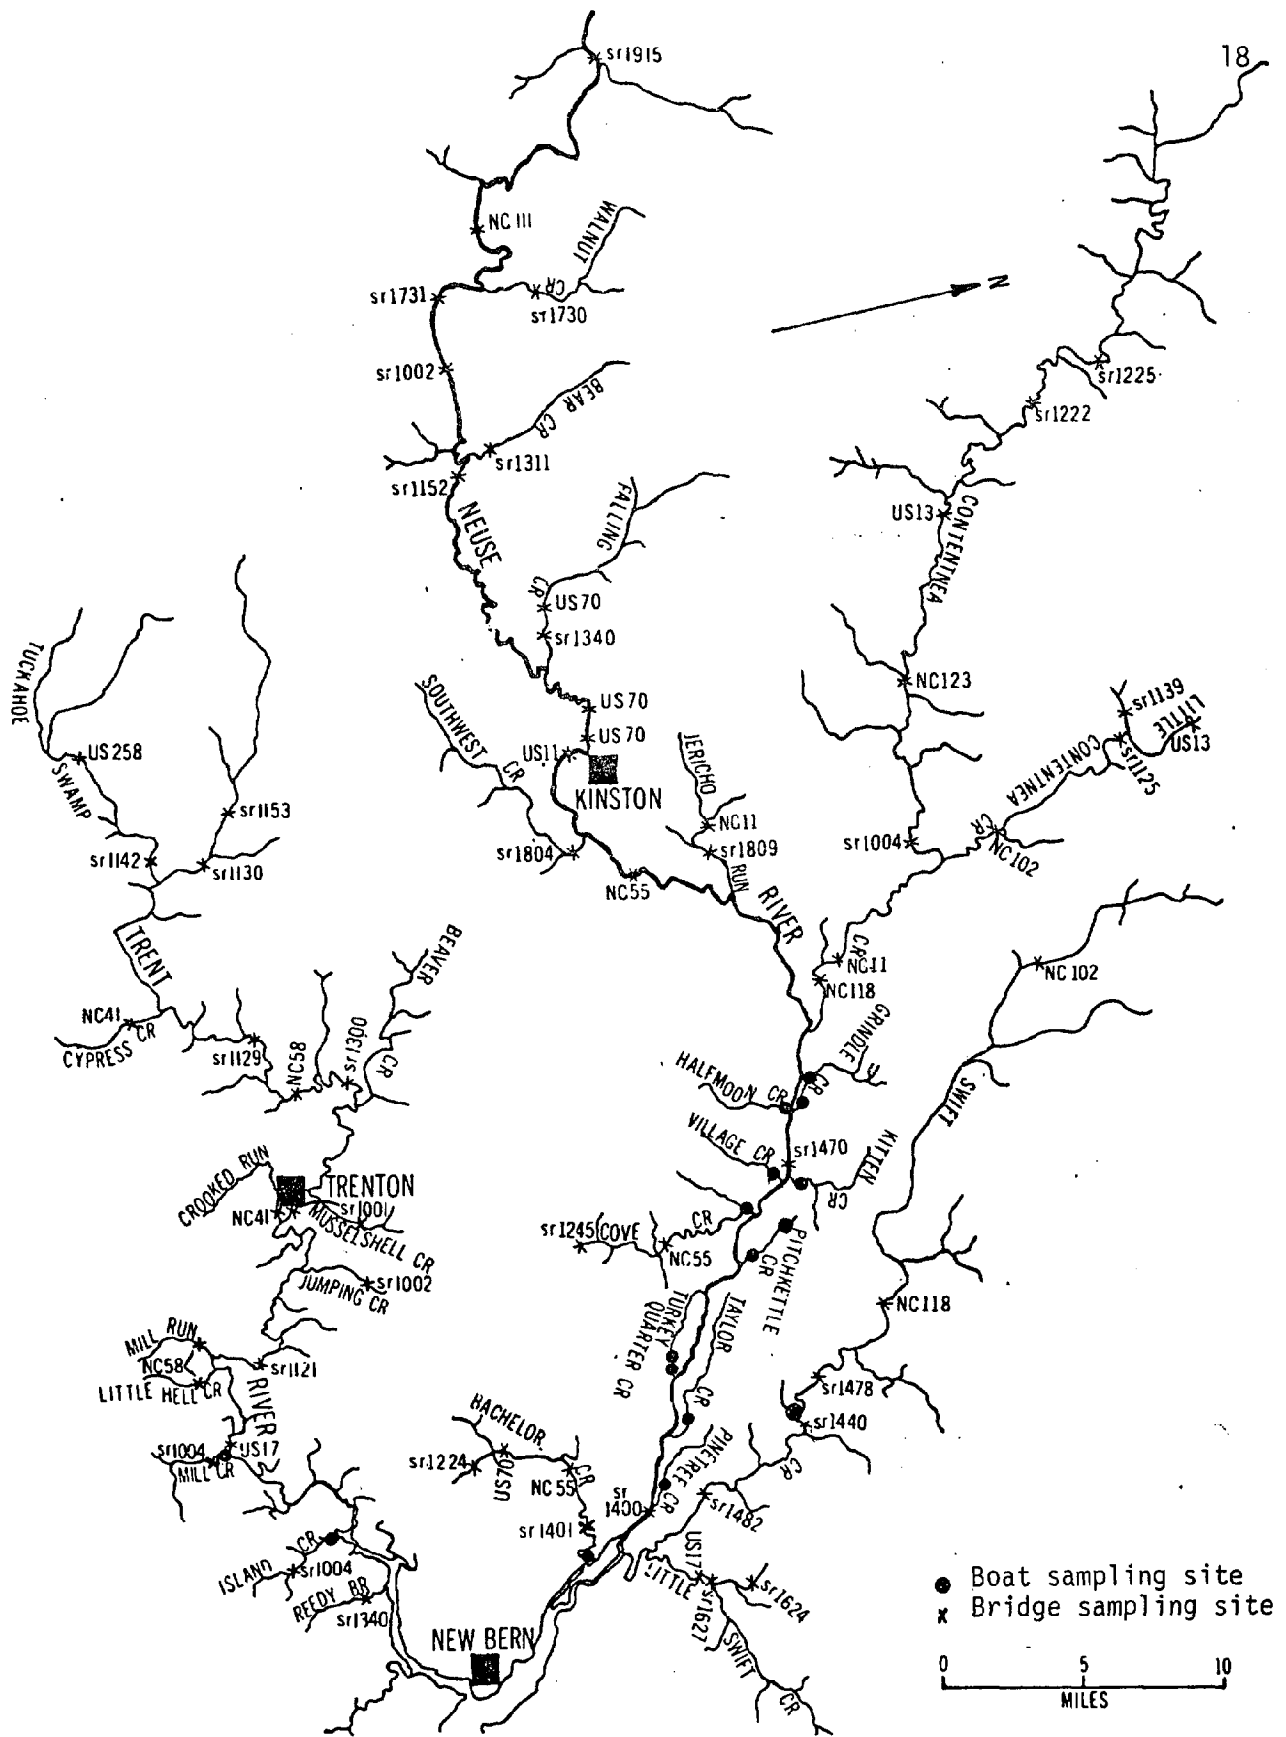 18
sr1915
NC 111
WALNUT
CR
sr1730
N
sr1731
sr1002
sr1225
sr1222
BEAR CR
sr1311
sr1152
NEUSE
FALLING
CR
US13
CONTENTNEA
US70
sr1340
TUCKAHOE
SWAMP
US258
sr1153
sr1142
sr1130
SOUTHWEST
CR
US70
US70
US11
KINSTON
JERICHO
NC11
sr1809
RUN
NC123
sr1139
LITTLE
US13
sr1125
CONTENTNEA
CR
NC102
sr1004
sr1804
NC55
RIVER
CR
NC11
NC118
NC102
TRENT
BEAVER
CR
NC41
CYPRESS CR
sr1129
NC58
sr1300
GRINDLE
CR
HALFMOON CR
VILLAGE CR
sr1470
KITTEN
CR
SWIFT
CROOKED RUN
TRENTON
NC41
sr1001
MUSSELSHELL CR
sr1002
JUMPING CR
sr1245
COVE
CR
NC55
PITCHKETTLE
CR
NC118
TURKEY
QUARTER CR
TAYLOR
CR
MILL RUN
NC58
LITTLE HELL CR
sr1121
RIVER
sr1478
sr1440
CR
sr1004
US17
MILL CR
BACHELOR
CR
sr1224
US70
NC55
sr1401
sr
1400
PINETREE CR
sr1482
ISLAND
CR
sr1004
REEDY BR
sr1340
US17
LITTLE
sr1627
sr1624
SWIFT
CR
NEW BERN
Boat sampling site
Bridge sampling site
0 5 10
MILES